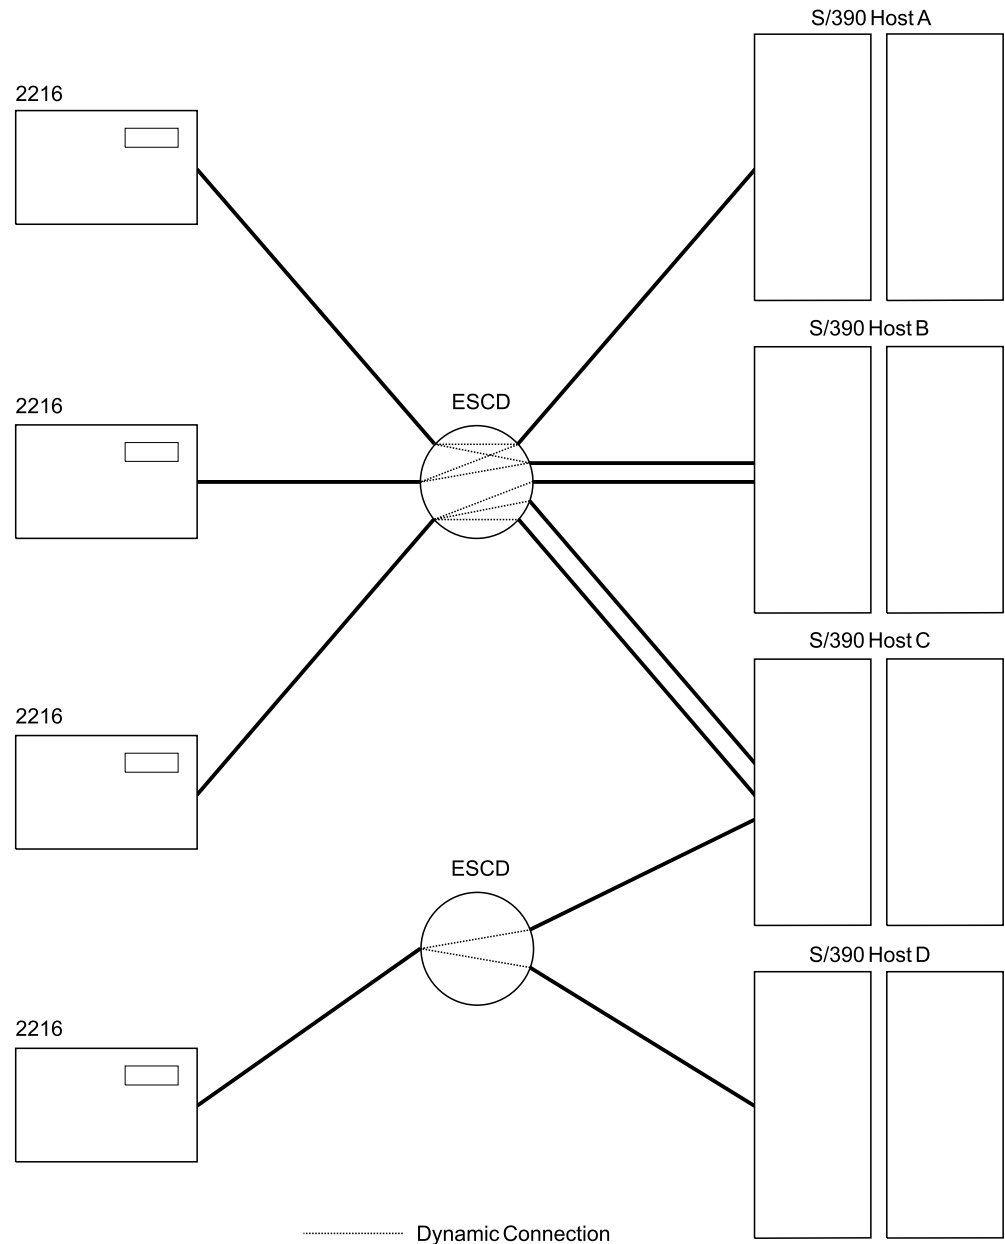 S/390 Host A
2216
S/390 Host B
ESCD
2216
S/390 Host C
2216
ESCD
S/390 Host D
2216
Dynamic Connection